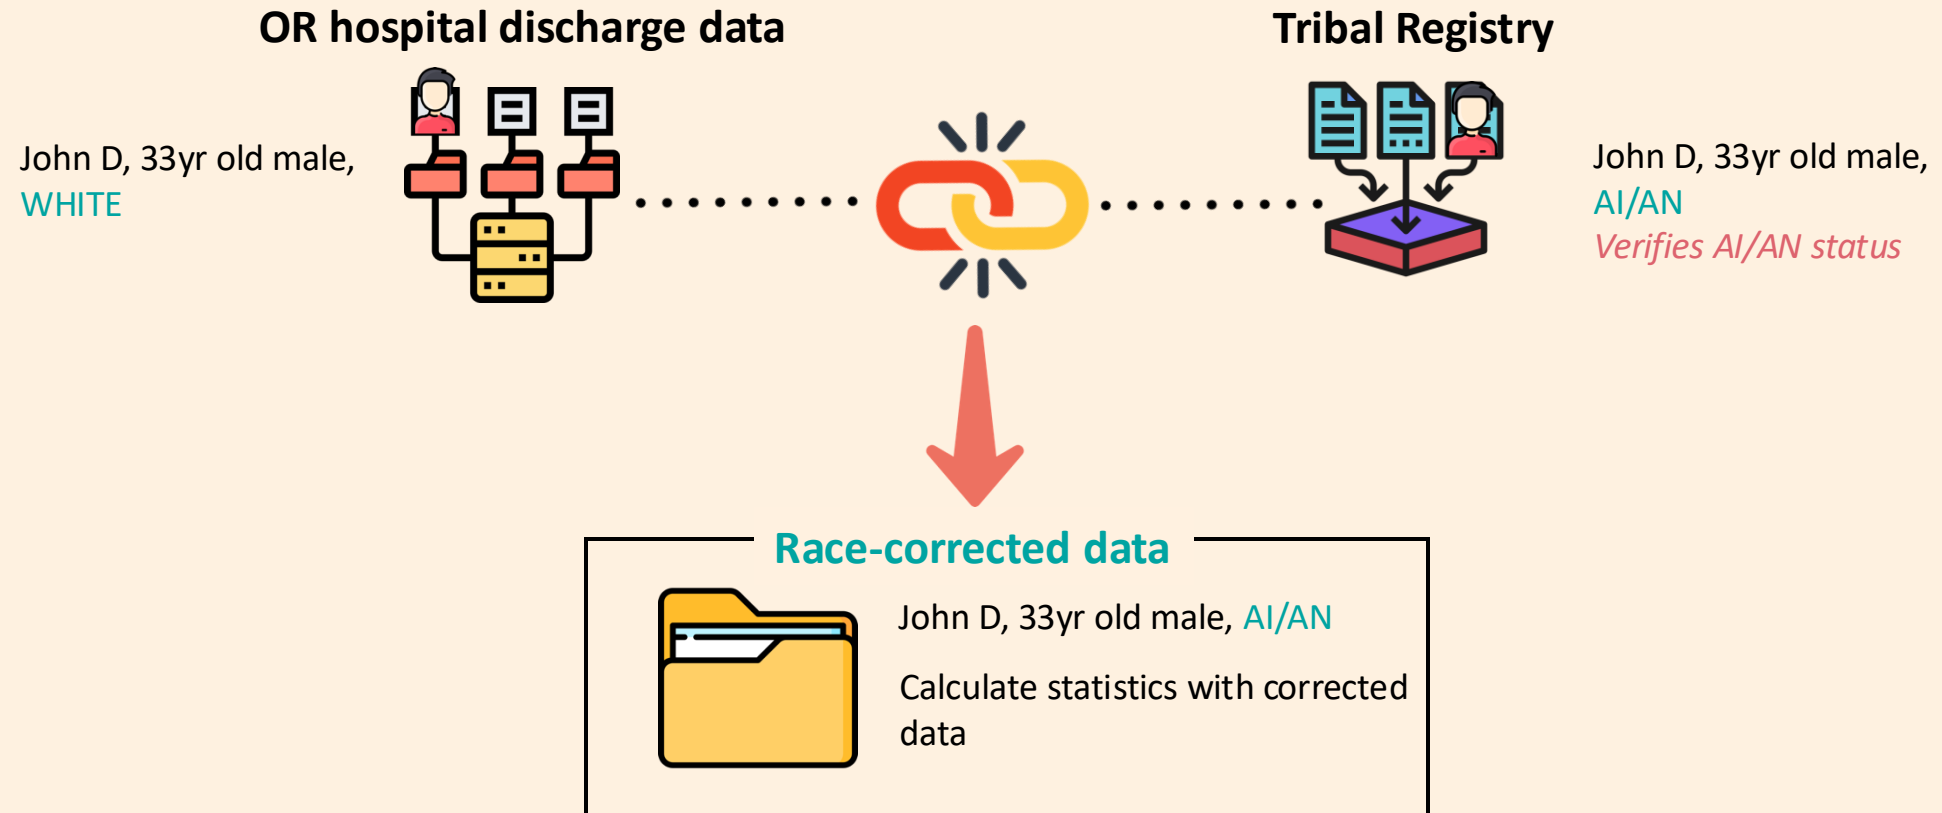 OR hospital discharge data
Tribal Registry
John D, 33yr old male,
WHITE
John D, 33yr old male,
AI/AN
Verifies AI/AN status
Race-corrected data
John D, 33yr old male, AI/AN
Calculate statistics with corrected
data